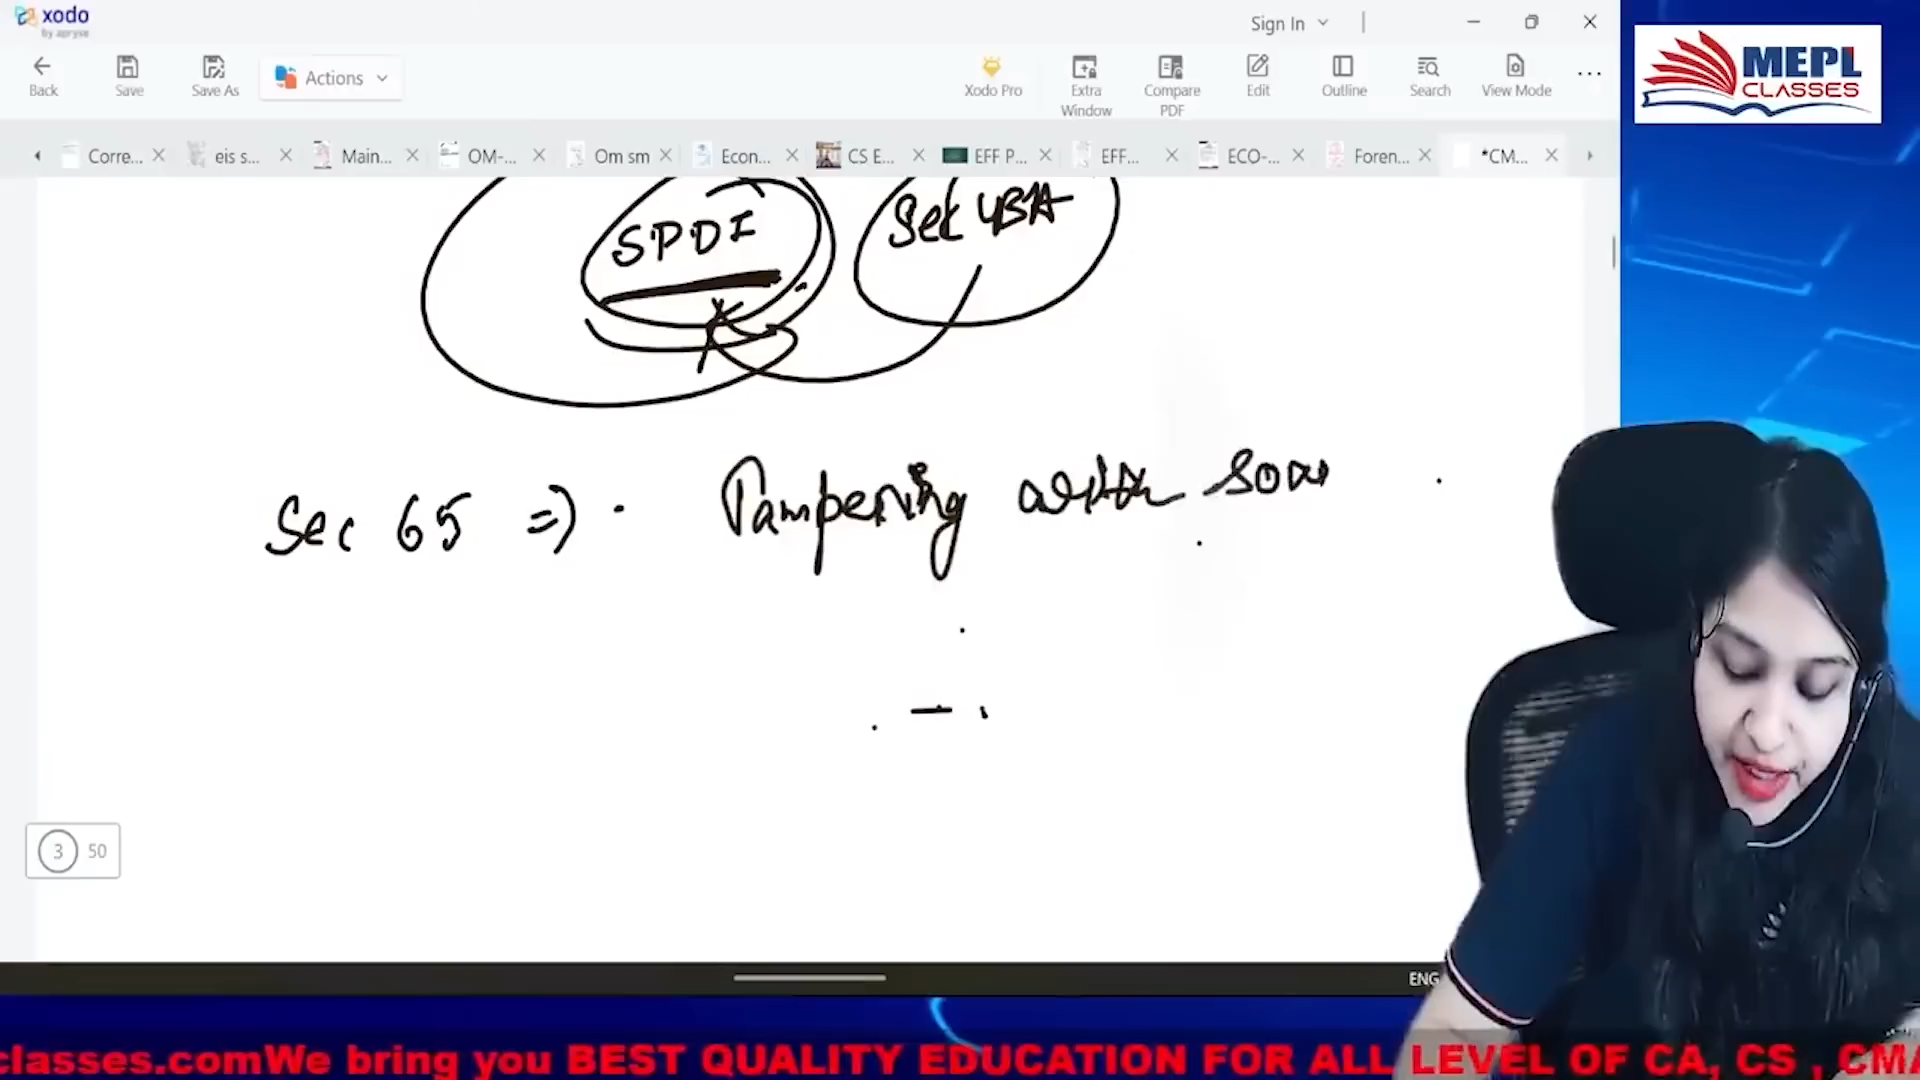 xodo
by apryse
Sign In
Back
Save
Save As
Actions
Xodo Pro
Extra Window
Compare PDF
Edit
Outline
Search
View Mode
MEPL
CLASSES
Corre...
eis s...
Main...
OM-...
Om sm
Econ...
CS E...
EFF P...
EFF...
ECO-...
Foren...
*CM...
SPDI
Sec 43A
Sec 65 => Tampering with sou
3 50
ENG
classes.comWe bring you BEST QUALITY EDUCATION FOR ALL LEVEL OF CA, CS , CMA